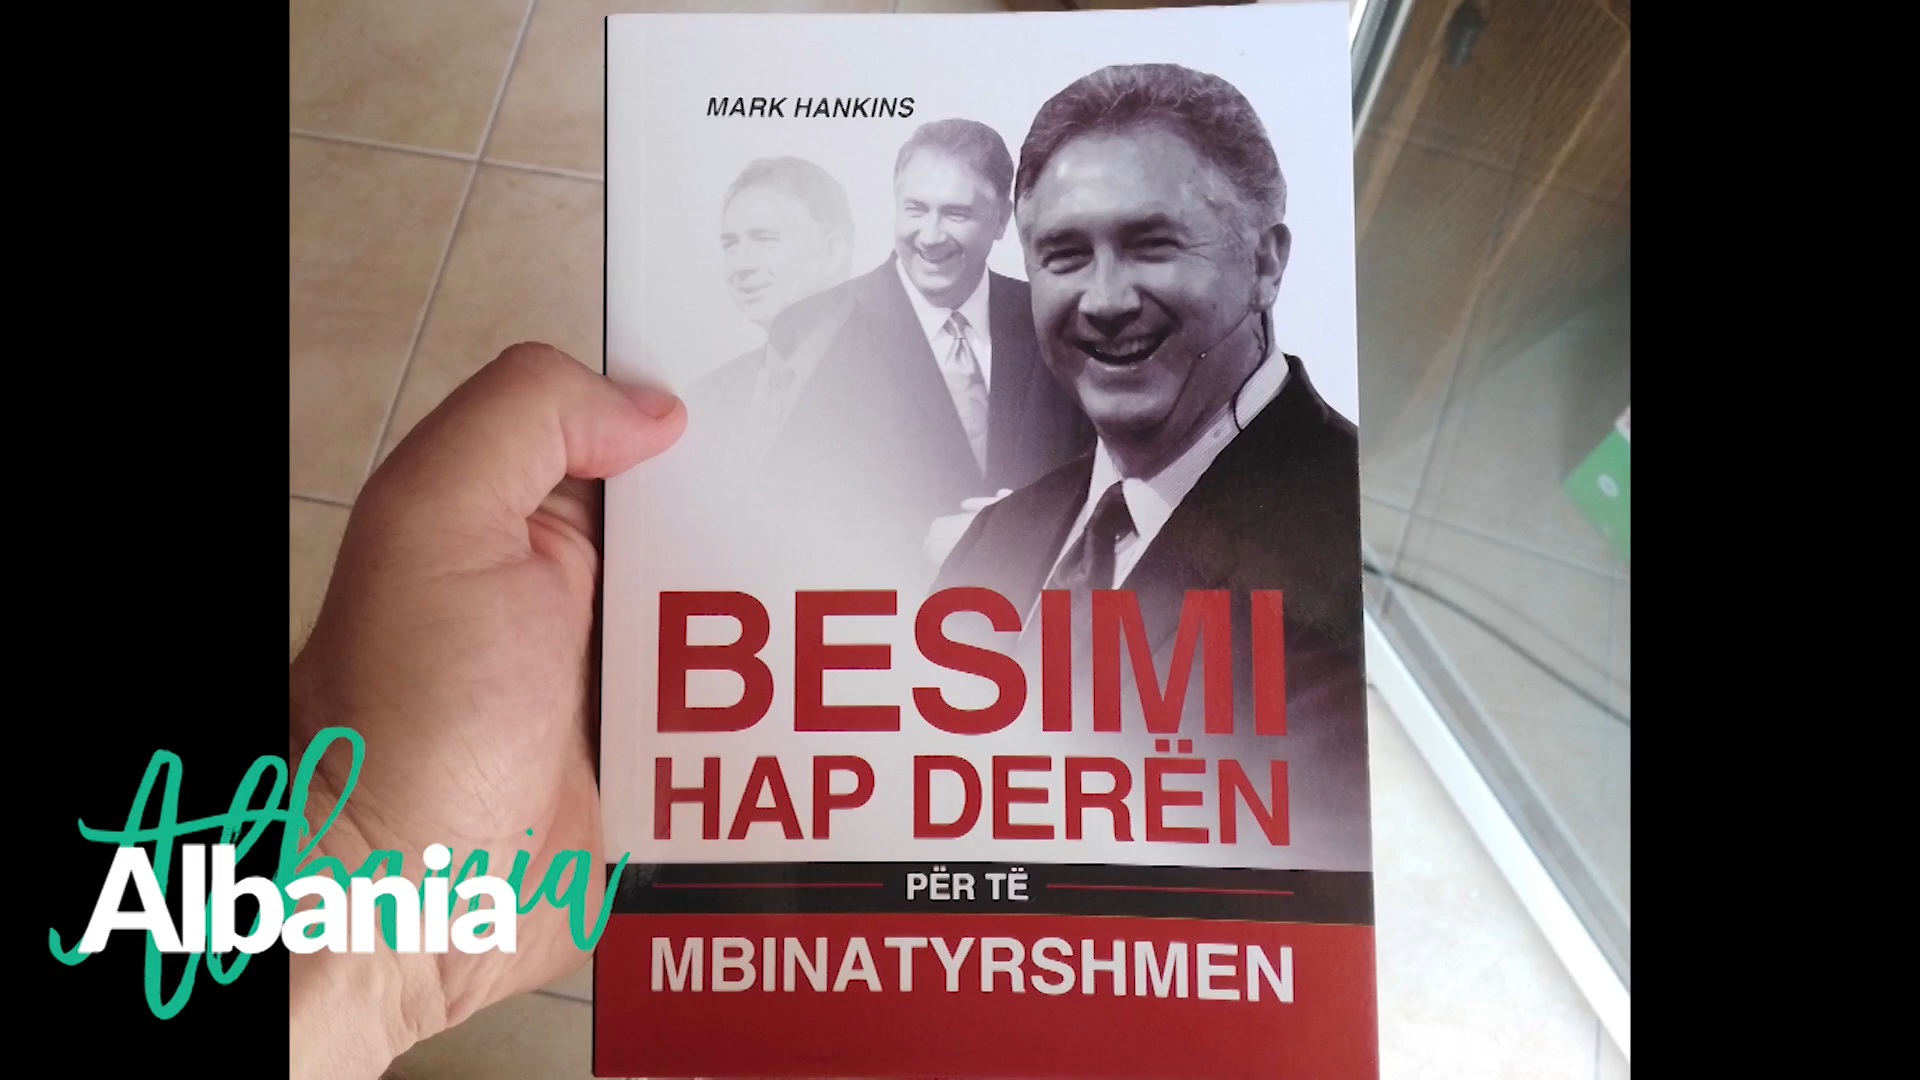 MARK HANKINS
BESIMI
HAP DERËN
PËR TË
MBINATYRSHMEN
Albania
Albania